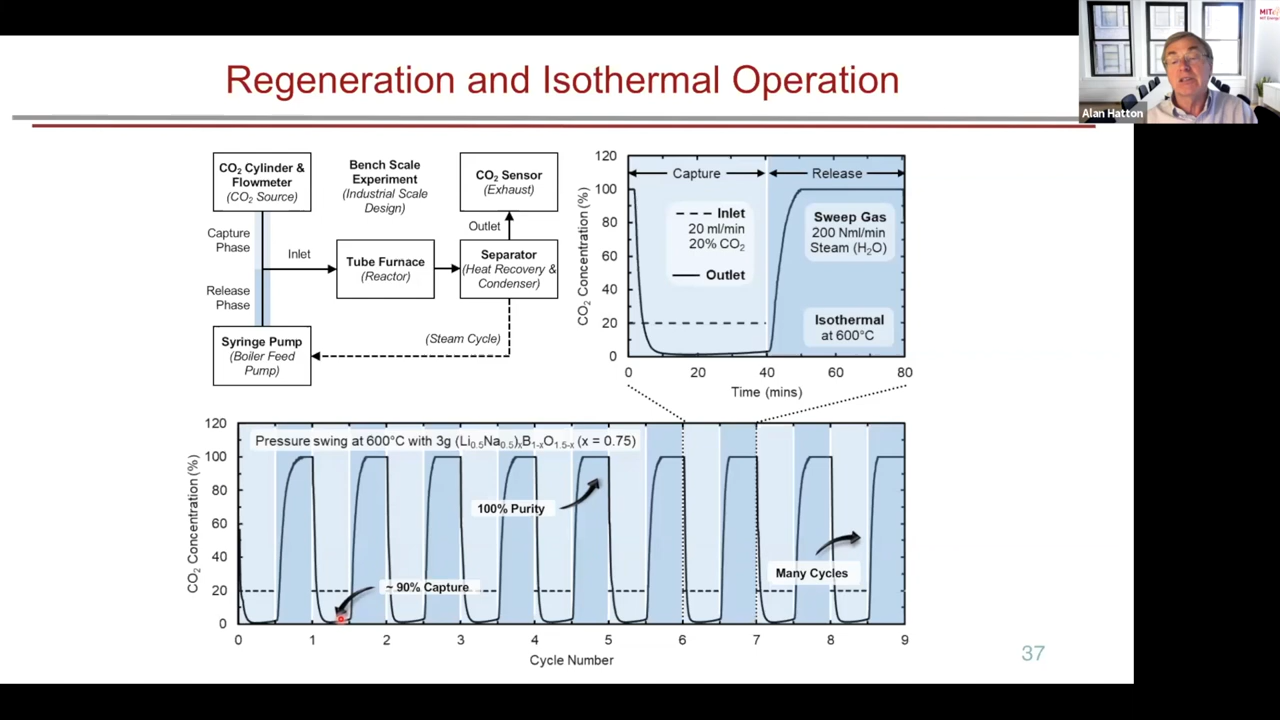 MITei
MIT Energy
Alan Hatton
Regeneration and Isothermal Operation
CO2 Cylinder &
Flowmeter
(CO2 Source)
Bench Scale
Experiment
(Industrial Scale
Design)
CO2 Sensor
(Exhaust)
Capture
Phase
Inlet
Outlet
Tube Furnace
(Reactor)
Separator
(Heat Recovery &
Condenser)
Release
Phase
(Steam Cycle)
Syringe Pump
(Boiler Feed
Pump)
CO2 Concentration (%)
120
100
80
60
40
20
0
Capture
Release
Inlet
20 ml/min
20% CO2
Outlet
Sweep Gas
200 Nml/min
Steam (H2O)
Isothermal
at 600°C
0 20 40 60 80
Time (mins)
CO2 Concentration (%)
120
100
80
60
40
20
0
Pressure swing at 600°C with 3g (Li0.5Na0.5)xB1-xO1.5-x (x = 0.75)
100% Purity
~ 90% Capture
Many Cycles
0 1 2 3 4 5 6 7 8 9
Cycle Number
37